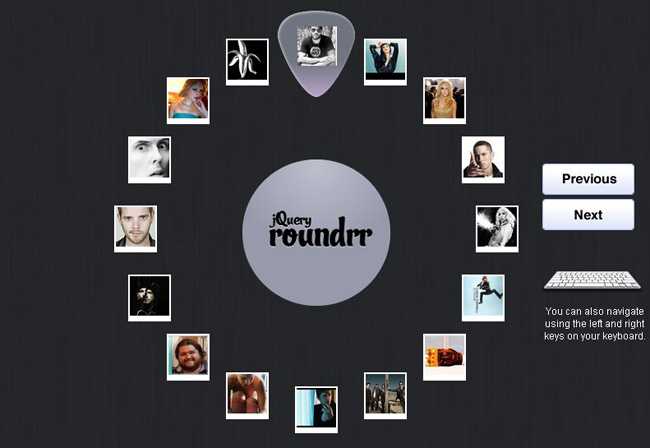 jQuery
roundrr
Previous
Next
You can also navigate
using the left and right
keys on your keyboard.